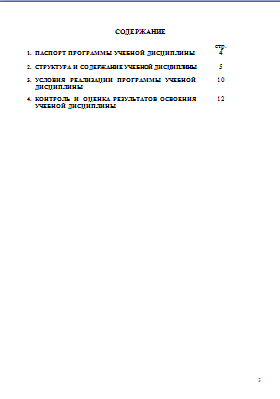 СОДЕРЖАНИЕ
стр.
1. ПАСПОРТ ПРОГРАММЫ УЧЕБНОЙ ДИСЦИПЛИНЫ 4
2. СТРУКТУРА И СОДЕРЖАНИЕ УЧЕБНОЙ ДИСЦИПЛИНЫ 5
3. УСЛОВИЯ РЕАЛИЗАЦИИ ПРОГРАММЫ УЧЕБНОЙ 10
ДИСЦИПЛИНЫ
4. КОНТРОЛЬ И ОЦЕНКА РЕЗУЛЬТАТОВ ОСВОЕНИЯ 12
УЧЕБНОЙ ДИСЦИПЛИНЫ
3